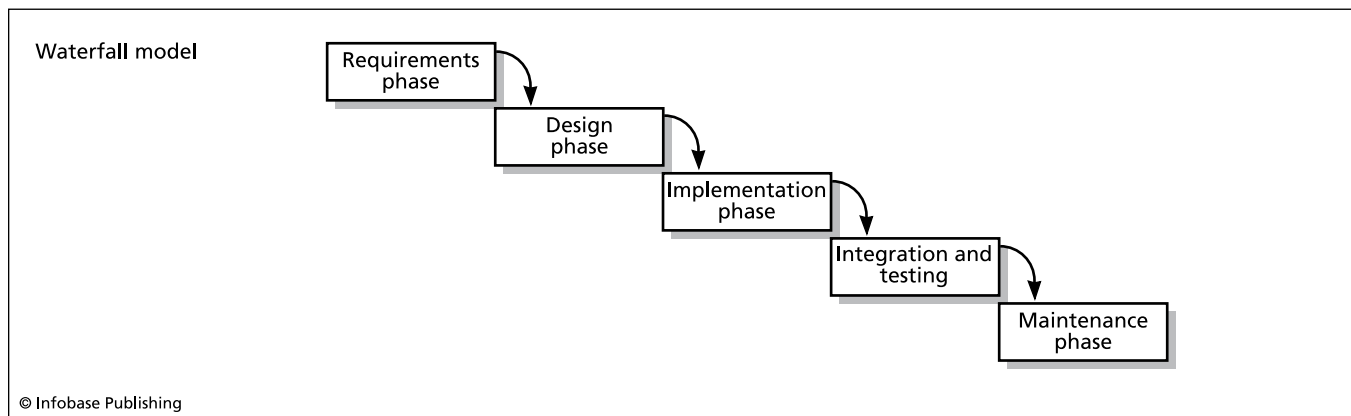 Waterfall model
Requirements
phase
Design
phase
Implementation
phase
Integration and
testing
Maintenance
phase
© Infobase Publishing